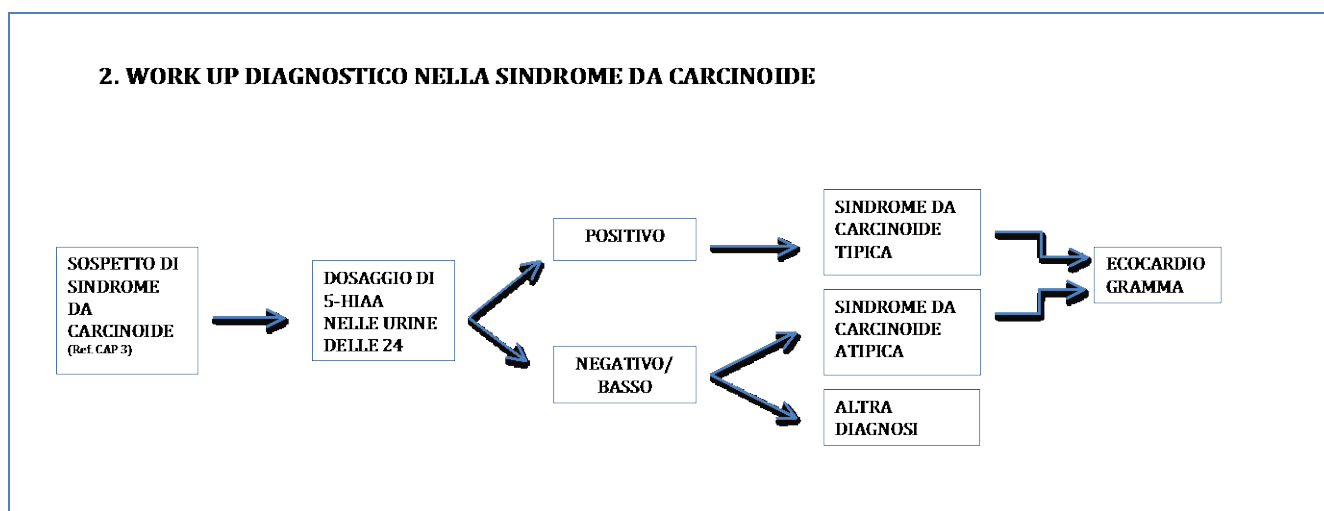 2. WORK UP DIAGNOSTICO NELLA SINDROME DA CARCINOIDE
SOSPETTO DI
SINDROME
DA
CARCINOIDE
(Ref. CAP 3)
DOSAGGIO DI
5-HIAA
NELLE URINE
DELLE 24
POSITIVO
NEGATIVO/
BASSO
SINDROME DA
CARCINOIDE
TIPICA
SINDROME DA
CARCINOIDE
ATIPICA
ALTRA
DIAGNOSI
ECOCARDIO
GRAMMA